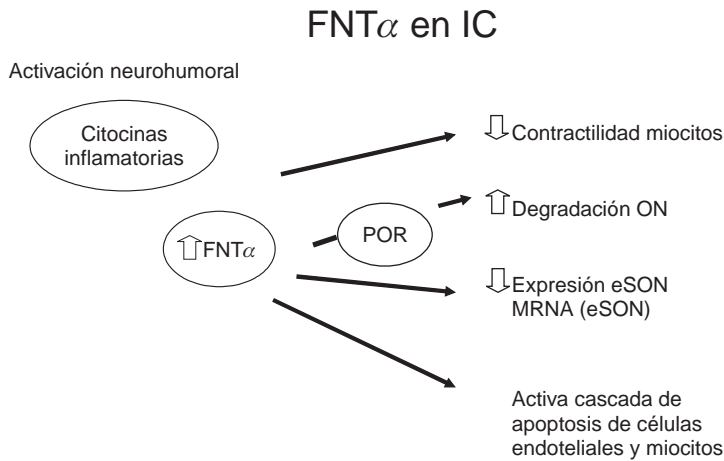 FNTα en IC
Activación neurohumoral
Citocinas
inflamatorias
⇧FNTα
POR
⇩Contractilidad miocitos
⇧Degradación ON
⇩Expresión eSON
MRNA (eSON)
Activa cascada de
apoptosis de células
endoteliales y miocitos